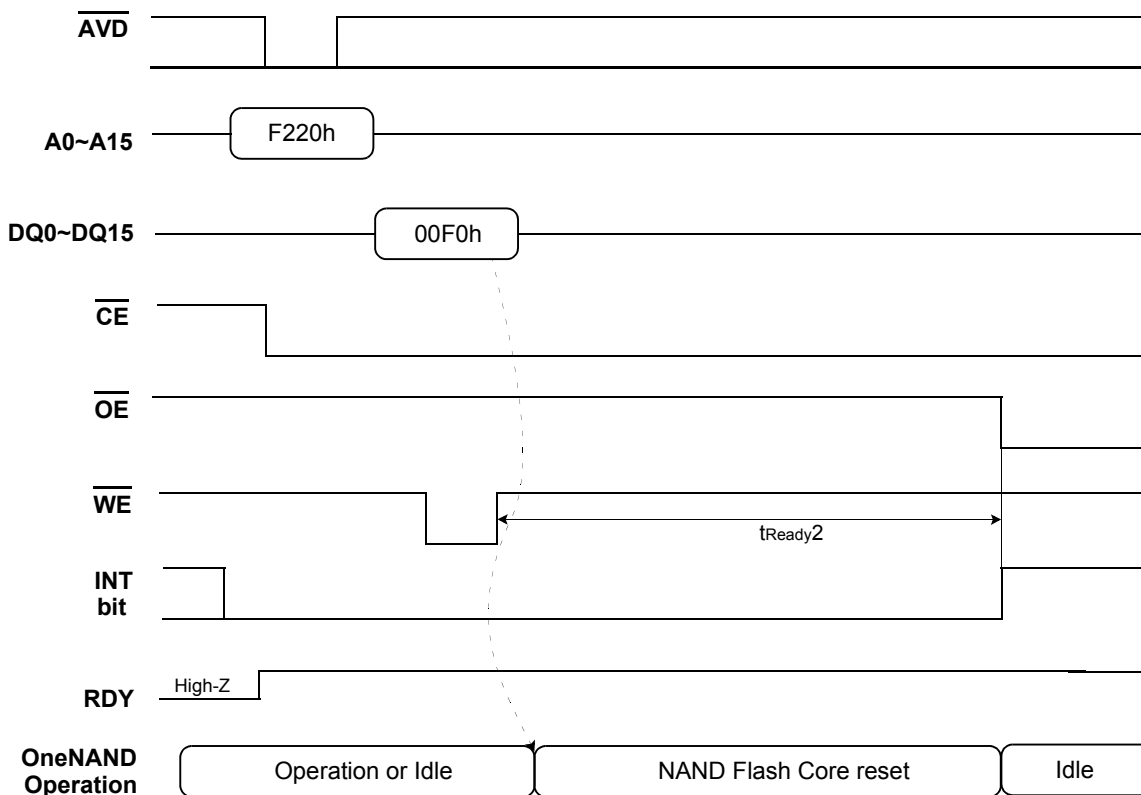 AVD
A0~A15
F220h
DQ0~DQ15
00F0h
CE
OE
WE
tReady2
INT
bit
High-Z
RDY
OneNAND
Operation
Operation or Idle
NAND Flash Core reset
Idle